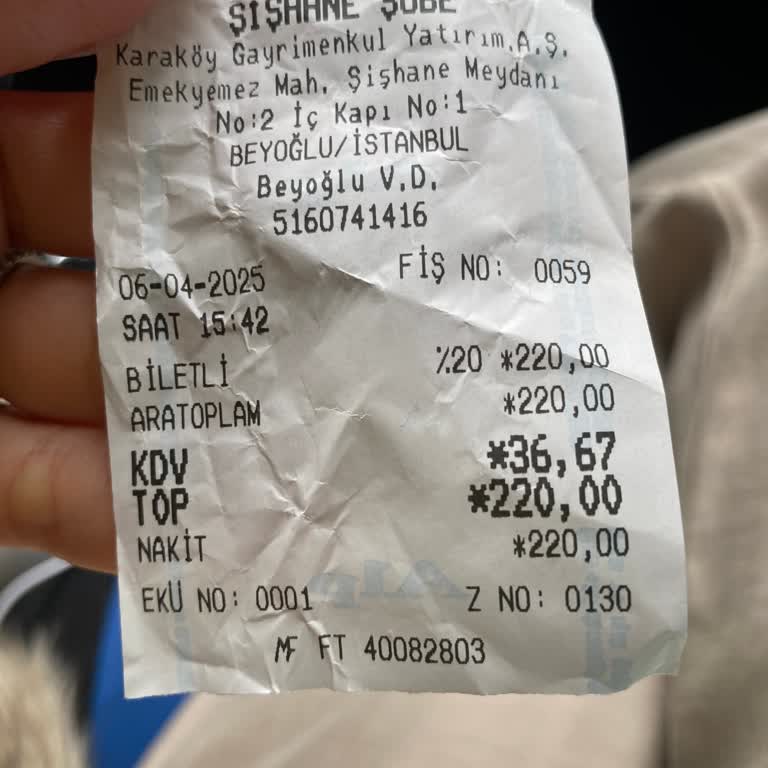 ŞİŞHANE ŞUBE
Karaköy Gayrimenkul Yatırım.A.Ş.
Emekyemez Mah. Şişhane Meydanı
No:2 İç Kapı No:1
BEYOĞLU/İSTANBUL
Beyoğlu V.D.
5160741416
06-04-2025 FİŞ NO: 0059
SAAT 15:42
BİLETLİ %20 *220,00
ARATOPLAM *220,00
KDV *36,67
TOP *220,00
NAKİT *220,00
EKÜ NO: 0001 Z NO: 0130
MF FT 40082803